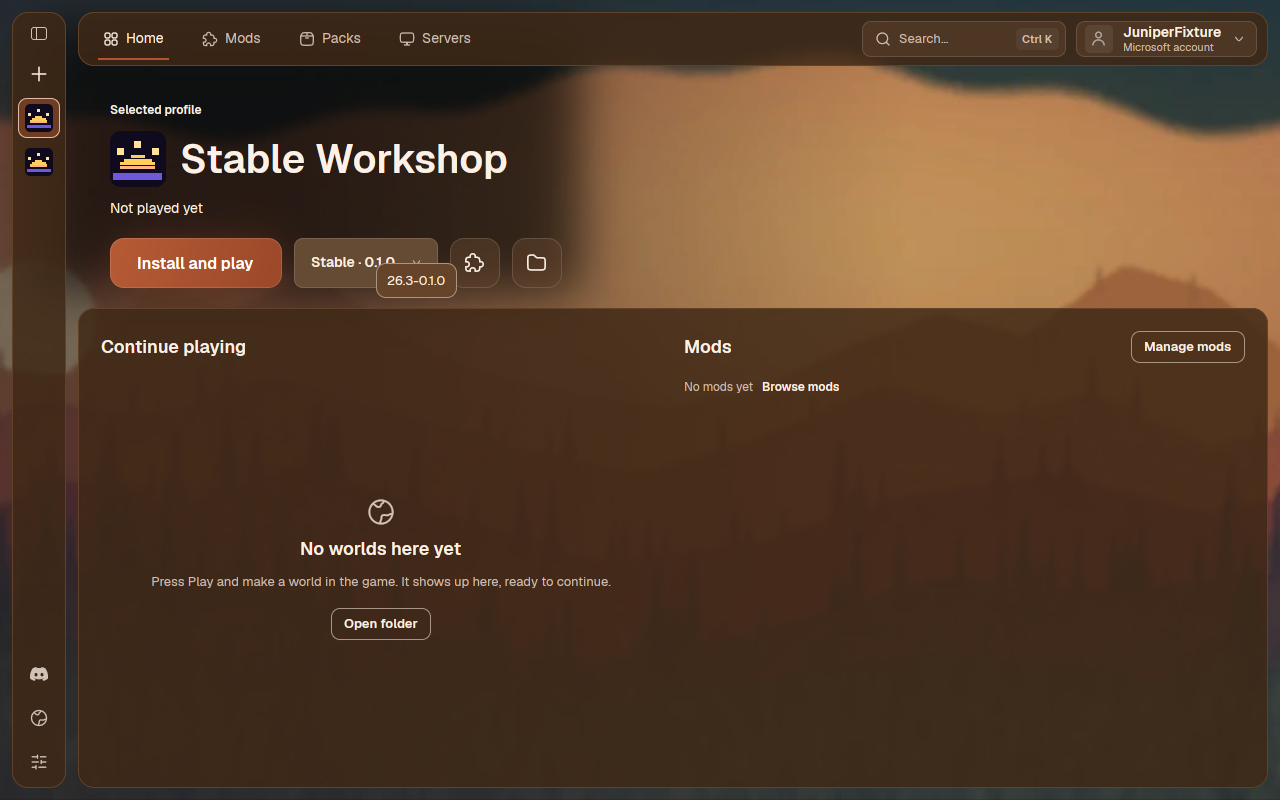 Home
Mods
Packs
Servers
Search...
Ctrl K
JuniperFixture
Microsoft account
Selected profile
Stable Workshop
Not played yet
Install and play
Stable · 0.1.0
26.3-0.1.0
Continue playing
Mods
Manage mods
No mods yet Browse mods
No worlds here yet
Press Play and make a world in the game. It shows up here, ready to continue.
Open folder